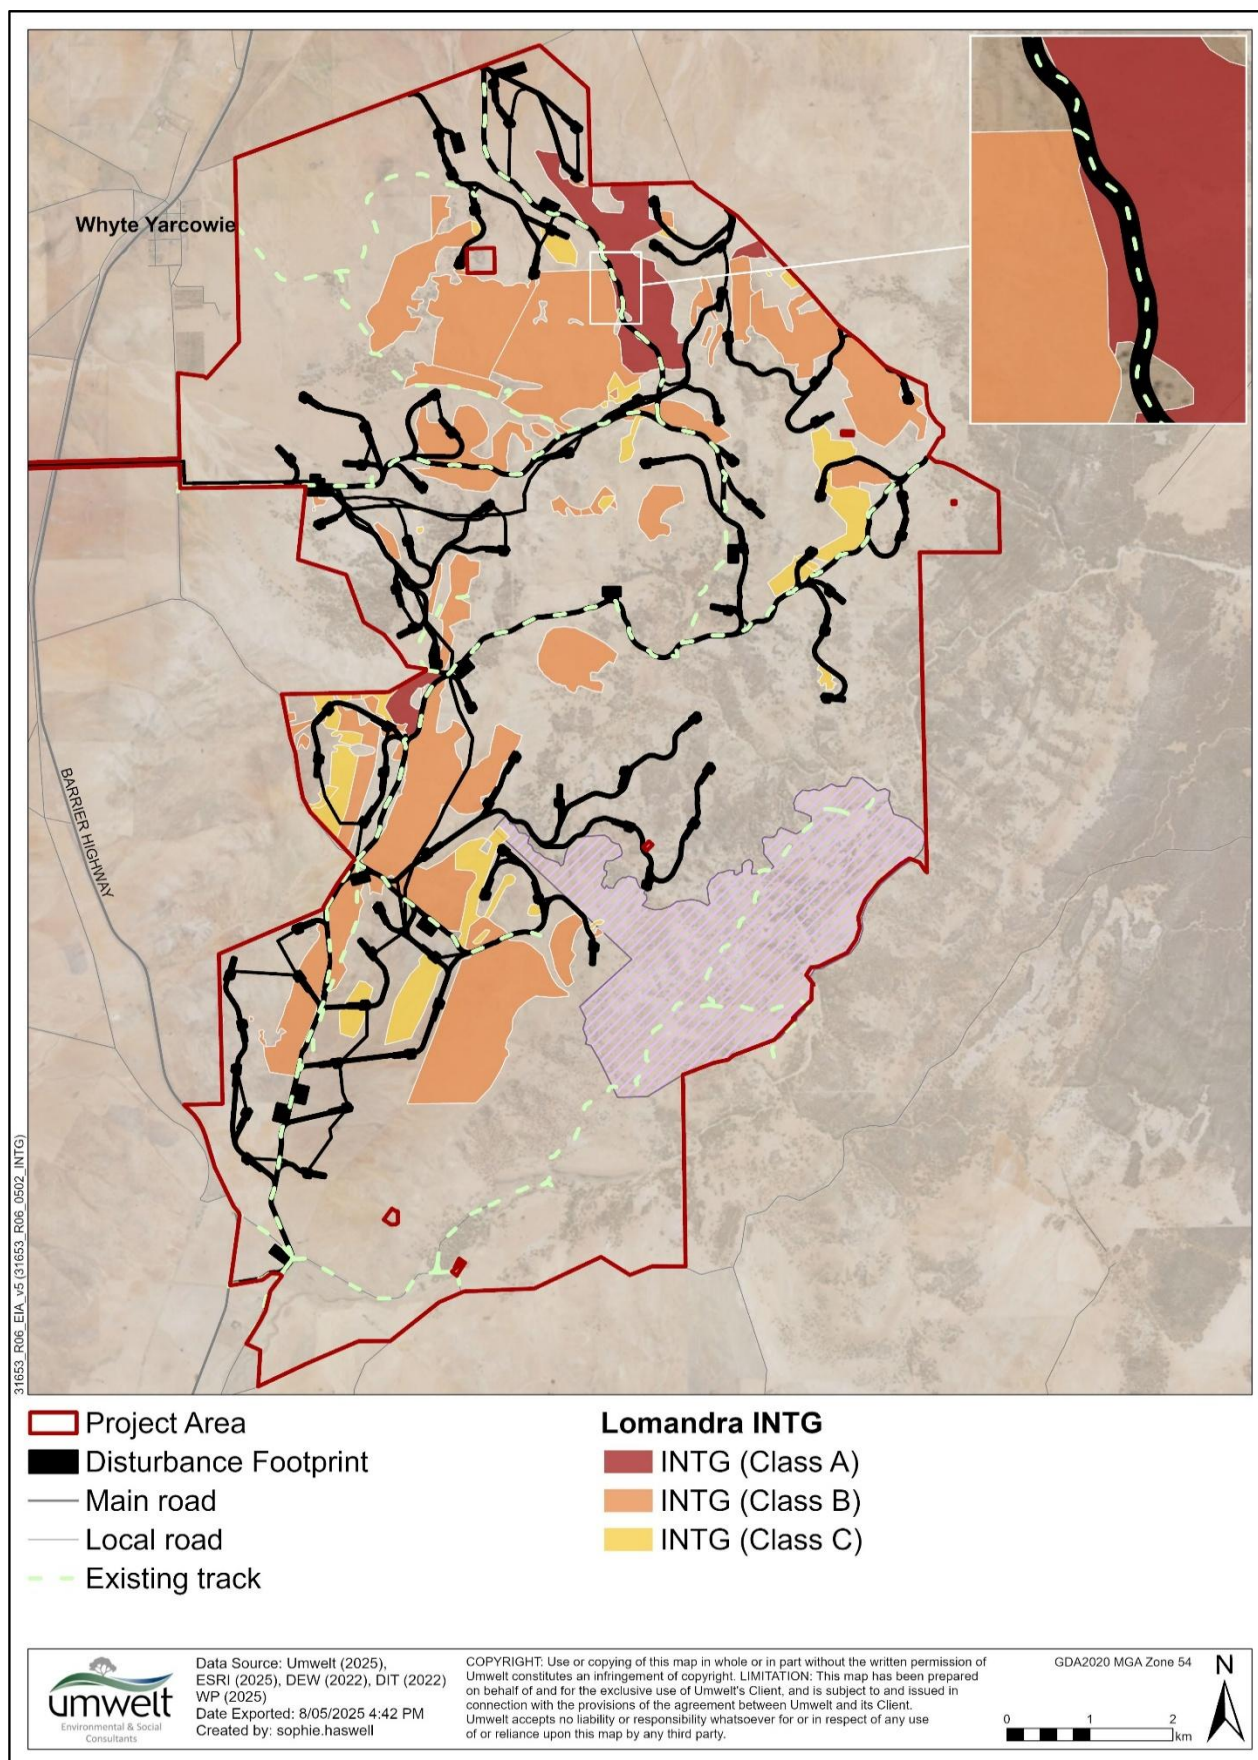 Whyte Yarcowie
BARRIER HIGHWAY
31653_R06_EIA_v5 (31653_R06_0502_INTG)
Project Area
Disturbance Footprint
Main road
Local road
Existing track
Lomandra INTG
INTG (Class A)
INTG (Class B)
INTG (Class C)
umwelt
Environmental & Social
Consultants
Data Source: Umwelt (2025),
ESRI (2025), DEW (2022), DIT (2022)
WP (2025)
Date Exported: 8/05/2025 4:42 PM
Created by: sophie.haswell
COPYRIGHT: Use or copying of this map in whole or in part without the written permission of
Umwelt constitutes an infringement of copyright. LIMITATION: This map has been prepared
on behalf of and for the exclusive use of Umwelt's Client, and is subject to and issued in
connection with the provisions of the agreement between Umwelt and its Client.
Umwelt accepts no liability or responsibility whatsoever for or in respect of any use
of or reliance upon this map by any third party.
GDA2020 MGA Zone 54
N
0 1 2
km